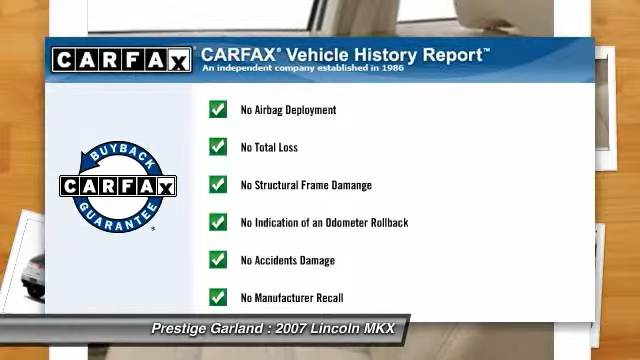 CARFAX CARFAX® Vehicle History Report™
An independent company established in 1986
BUYBACK
CARFAX
GUARANTEE ®
No Airbag Deployment
No Total Loss
No Structural Frame Damange
No Indication of an Odometer Rollback
No Accidents Damage
No Manufacturer Recall
Prestige Garland : 2007 Lincoln MKX